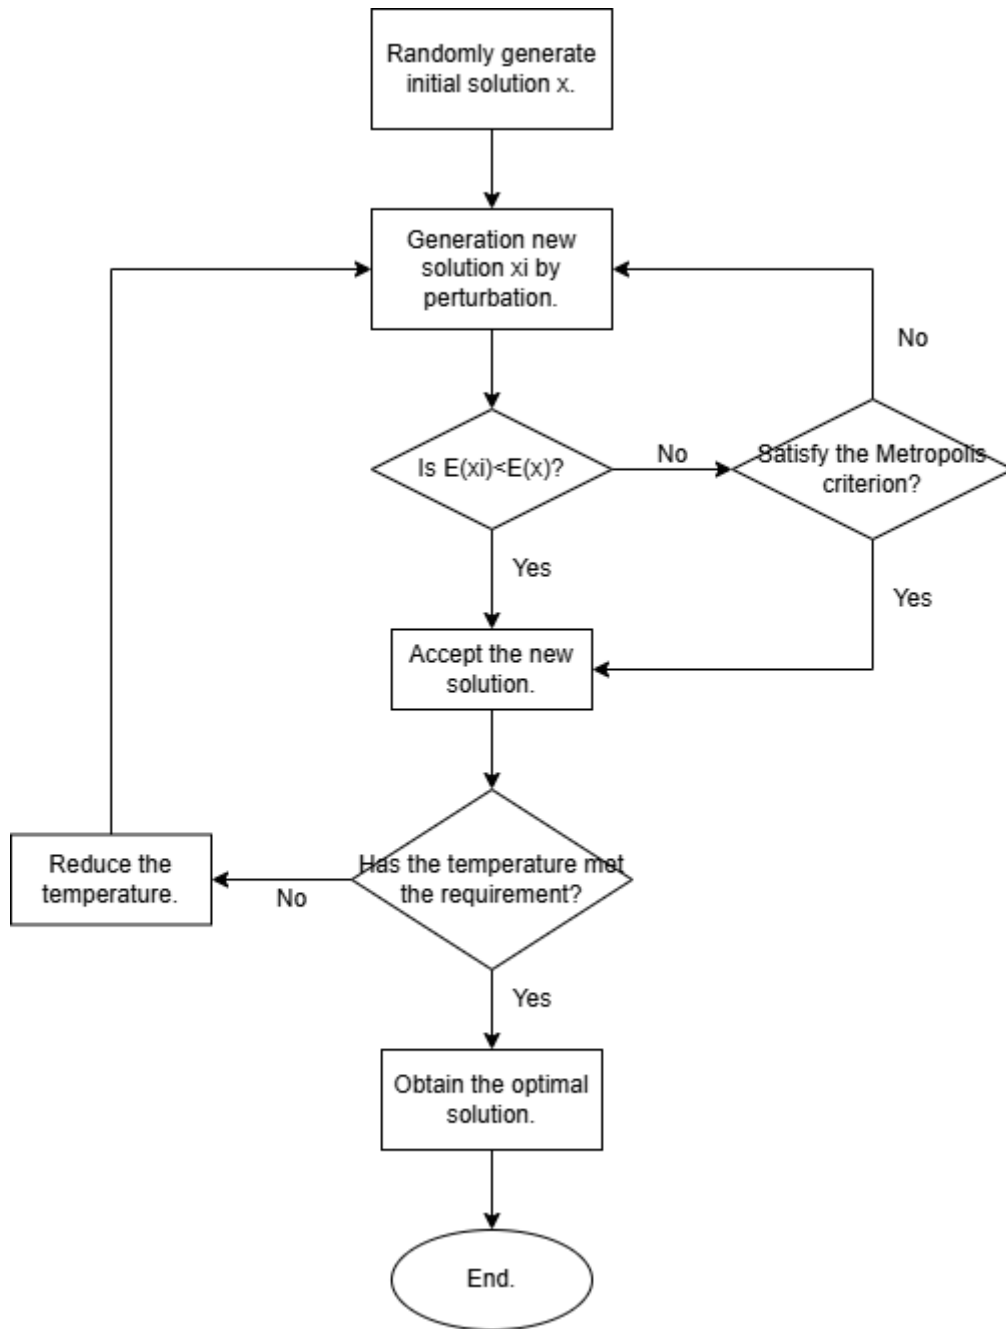 Randomly generate
initial solution x.
Generation new
solution xi by
perturbation.
No
Is E(xi)<E(x)?
No
Satisfy the Metropolis
criterion?
Yes
Yes
Accept the new
solution.
Has the temperature met
the requirement?
Reduce the
temperature.
No
Yes
Obtain the optimal
solution.
End.